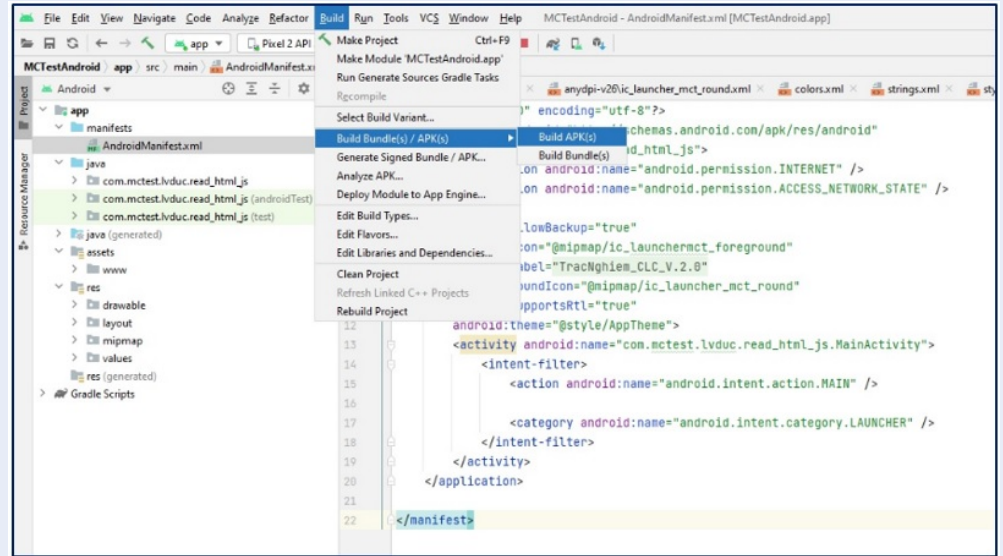 File Edit View Navigate Code Analyze Refactor Build Run Tools VCS Window Help MCTestAndroid - AndroidManifest.xml [MCTestAndroid.app]
app Pixel 2 API
MCTestAndroid app src main AndroidManifest.x
Project
Resource Manager
Android
app
manifests
AndroidManifest.xml
java
com.mctest.lvduc.read_html_js
com.mctest.lvduc.read_html_js (androidTest)
com.mctest.lvduc.read_html_js (test)
java (generated)
assets
www
res
drawable
layout
mipmap
values
res (generated)
Gradle Scripts
Make Project Ctrl+F9
Make Module 'MCTestAndroid.app'
Run Generate Sources Gradle Tasks
Recompile
Select Build Variant...
Build Bundle(s) / APK(s)
Generate Signed Bundle / APK...
Analyze APK...
Deploy Module to App Engine...
Edit Build Types...
Edit Flavors...
Edit Libraries and Dependencies...
Clean Project
Refresh Linked C++ Projects
Rebuild Project
Build APK(s)
Build Bundle(s)
anydpi-v26\ic_launcher_mct_round.xml colors.xml strings.xml sty
" encoding="utf-8"?>
schemas.android.com/apk/res/android"
d_html_js">
on android:name="android.permission.INTERNET" />
on android:name="android.permission.ACCESS_NETWORK_STATE" />
lowBackup="true"
con="@mipmap/ic_launchermct_foreground"
abel="TracNghiem_CLC_V.2.0"
oundIcon="@mipmap/ic_launcher_mct_round"
upportsRtl="true"
12 android:theme="@style/AppTheme">
13 <activity android:name="com.mctest.lvduc.read_html_js.MainActivity">
14 <intent-filter>
15 <action android:name="android.intent.action.MAIN" />
16
17 <category android:name="android.intent.category.LAUNCHER" />
18 </intent-filter>
19 </activity>
20 </application>
21
22 </manifest>